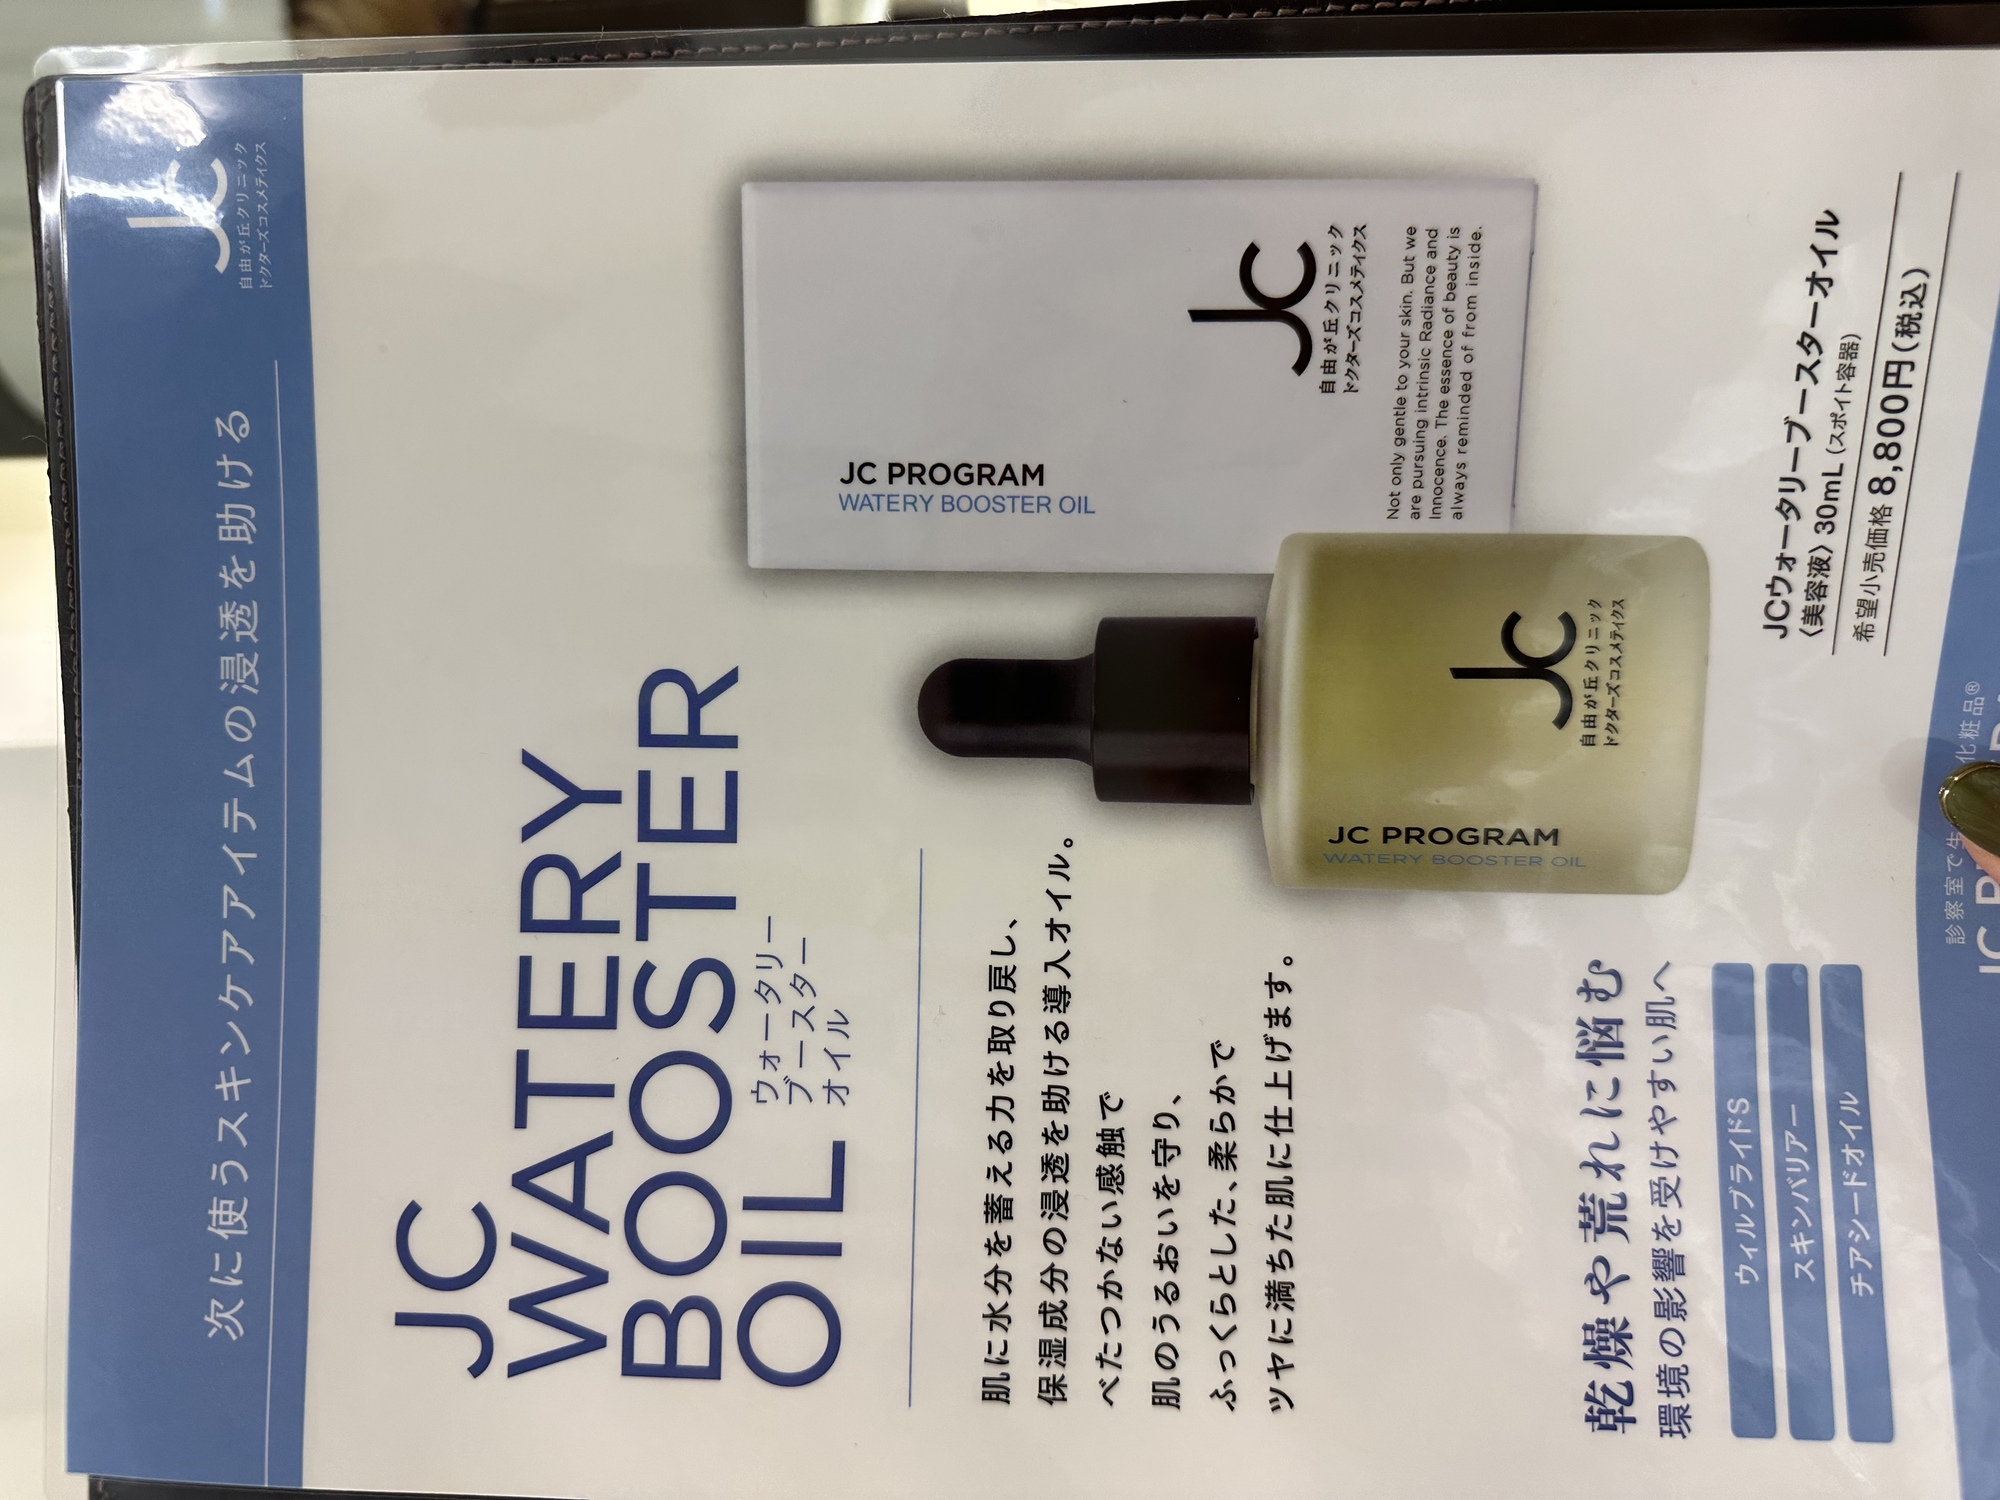 JC
自由が丘クリニック
ドクターズコスメティクス
次に使うスキンケアアイテムの浸透を助ける
JC
WATERY
BOOSTER
OIL
ウォータリー
ブースター
オイル
肌に水分を蓄える力を取り戻し、
保湿成分の浸透を助ける導入オイル。
べたつかない感触で
肌のうるおいを守り、
ふっくらとした、柔らかで
ツヤに満ちた肌に仕上げます。
JC PROGRAM
WATERY BOOSTER OIL
JC
自由が丘クリニック
ドクターズコスメティクス
Not only gentle to your skin. But we
are pursuing intrinsic Radiance and
Innocence. The essence of beauty is
always reminded of from inside.
JC PROGRAM
WATERY BOOSTER OIL
JC
自由が丘クリニック
ドクターズコスメティクス
乾燥や荒れに悩む
環境の影響を受けやすい肌へ
ウィルブライドS
スキンバリアー
チアシードオイル
JCウォータリーブースターオイル
〈美容液〉30mL（スポイト容器）
希望小売価格 8,800円（税込）
診察室で生
化粧品®
JC